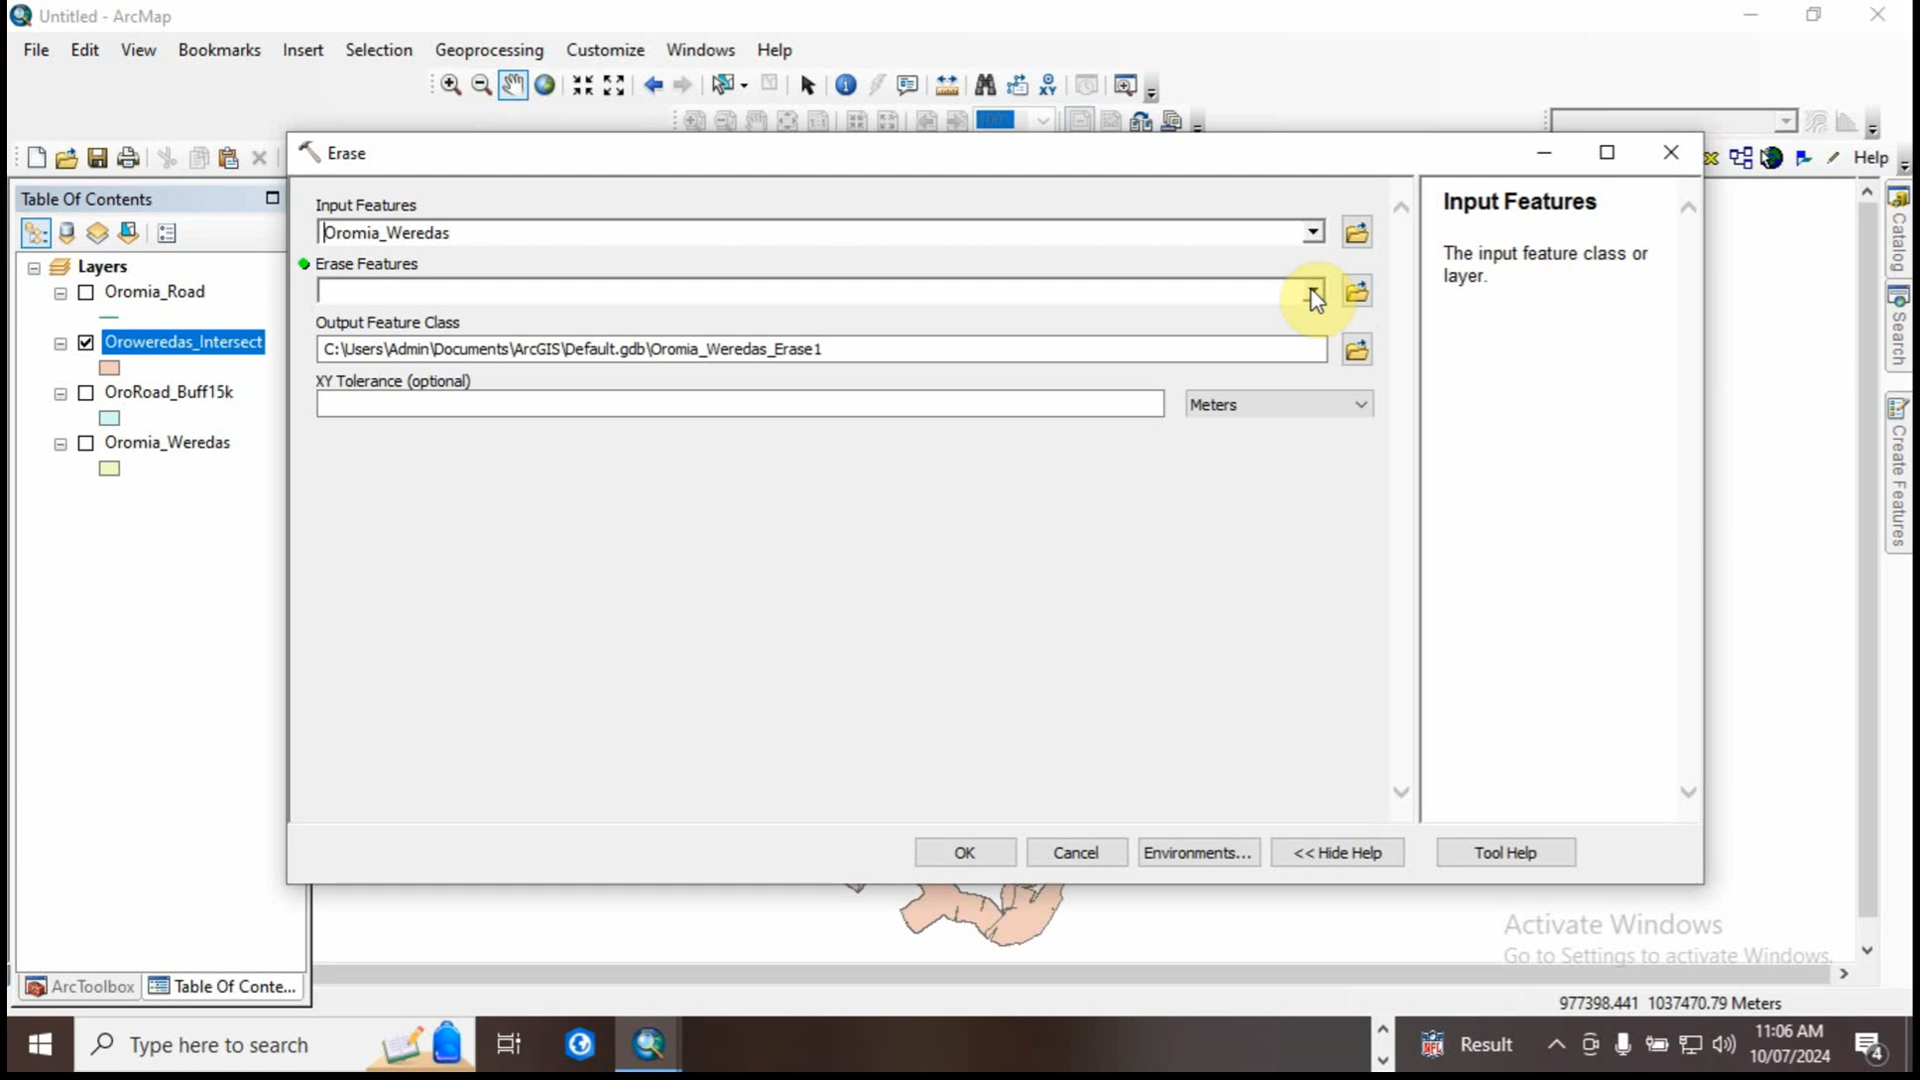 Untitled - ArcMap
File Edit View Bookmarks Insert Selection Geoprocessing Customize Windows Help
Erase
Help
Table Of Contents
Layers
Oromia_Road
Oroweredas_Intersect
OroRoad_Buff15k
Oromia_Weredas
Input Features
Oromia_Weredas
Erase Features
Output Feature Class
C:\Users\Admin\Documents\ArcGIS\Default.gdb\Oromia_Weredas_Erase1
XY Tolerance (optional)
Meters
OK Cancel Environments... << Hide Help Tool Help
Input Features
The input feature class or
layer.
Catalog
Search
Create Features
Activate Windows
Go to Settings to activate Windows.
ArcToolbox Table Of Conte...
977398.441 1037470.79 Meters
Type here to search
NFL
Result
11:06 AM
10/07/2024
4